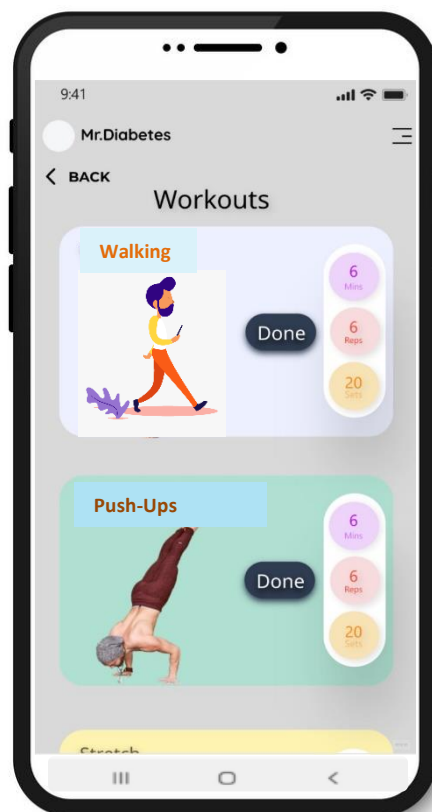 9:41
Mr.Diabetes
BACK
Workouts
Walking
6
Mins
Done
6
Reps
20
Sets
Push-Ups
6
Mins
Done
6
Reps
20
Sets
Stretch